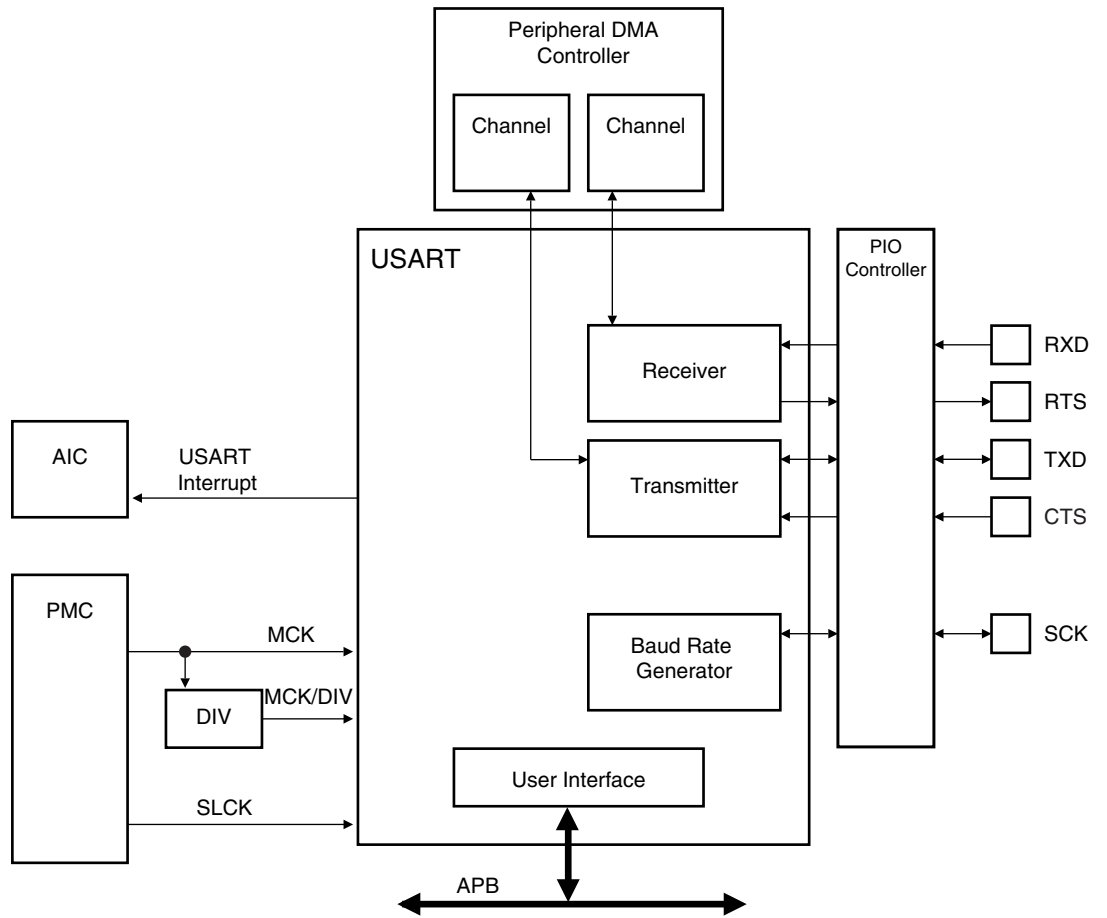 Peripheral DMA
Controller
Channel
Channel
USART
PIO
Controller
Receiver
RXD
RTS
AIC
USART
Interrupt
Transmitter
TXD
CTS
PMC
MCK
Baud Rate
Generator
SCK
MCK/DIV
DIV
User Interface
SLCK
APB